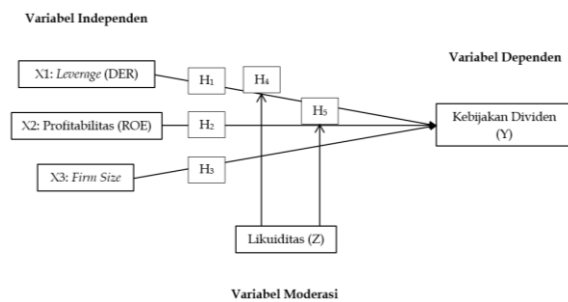 Variabel Independen
Variabel Dependen
X1: Leverage (DER)
H1
H4
H5
X2: Profitabilitas (ROE)
H2
Kebijakan Dividen
(Y)
X3: Firm Size
H3
Likuiditas (Z)
Variabel Moderasi